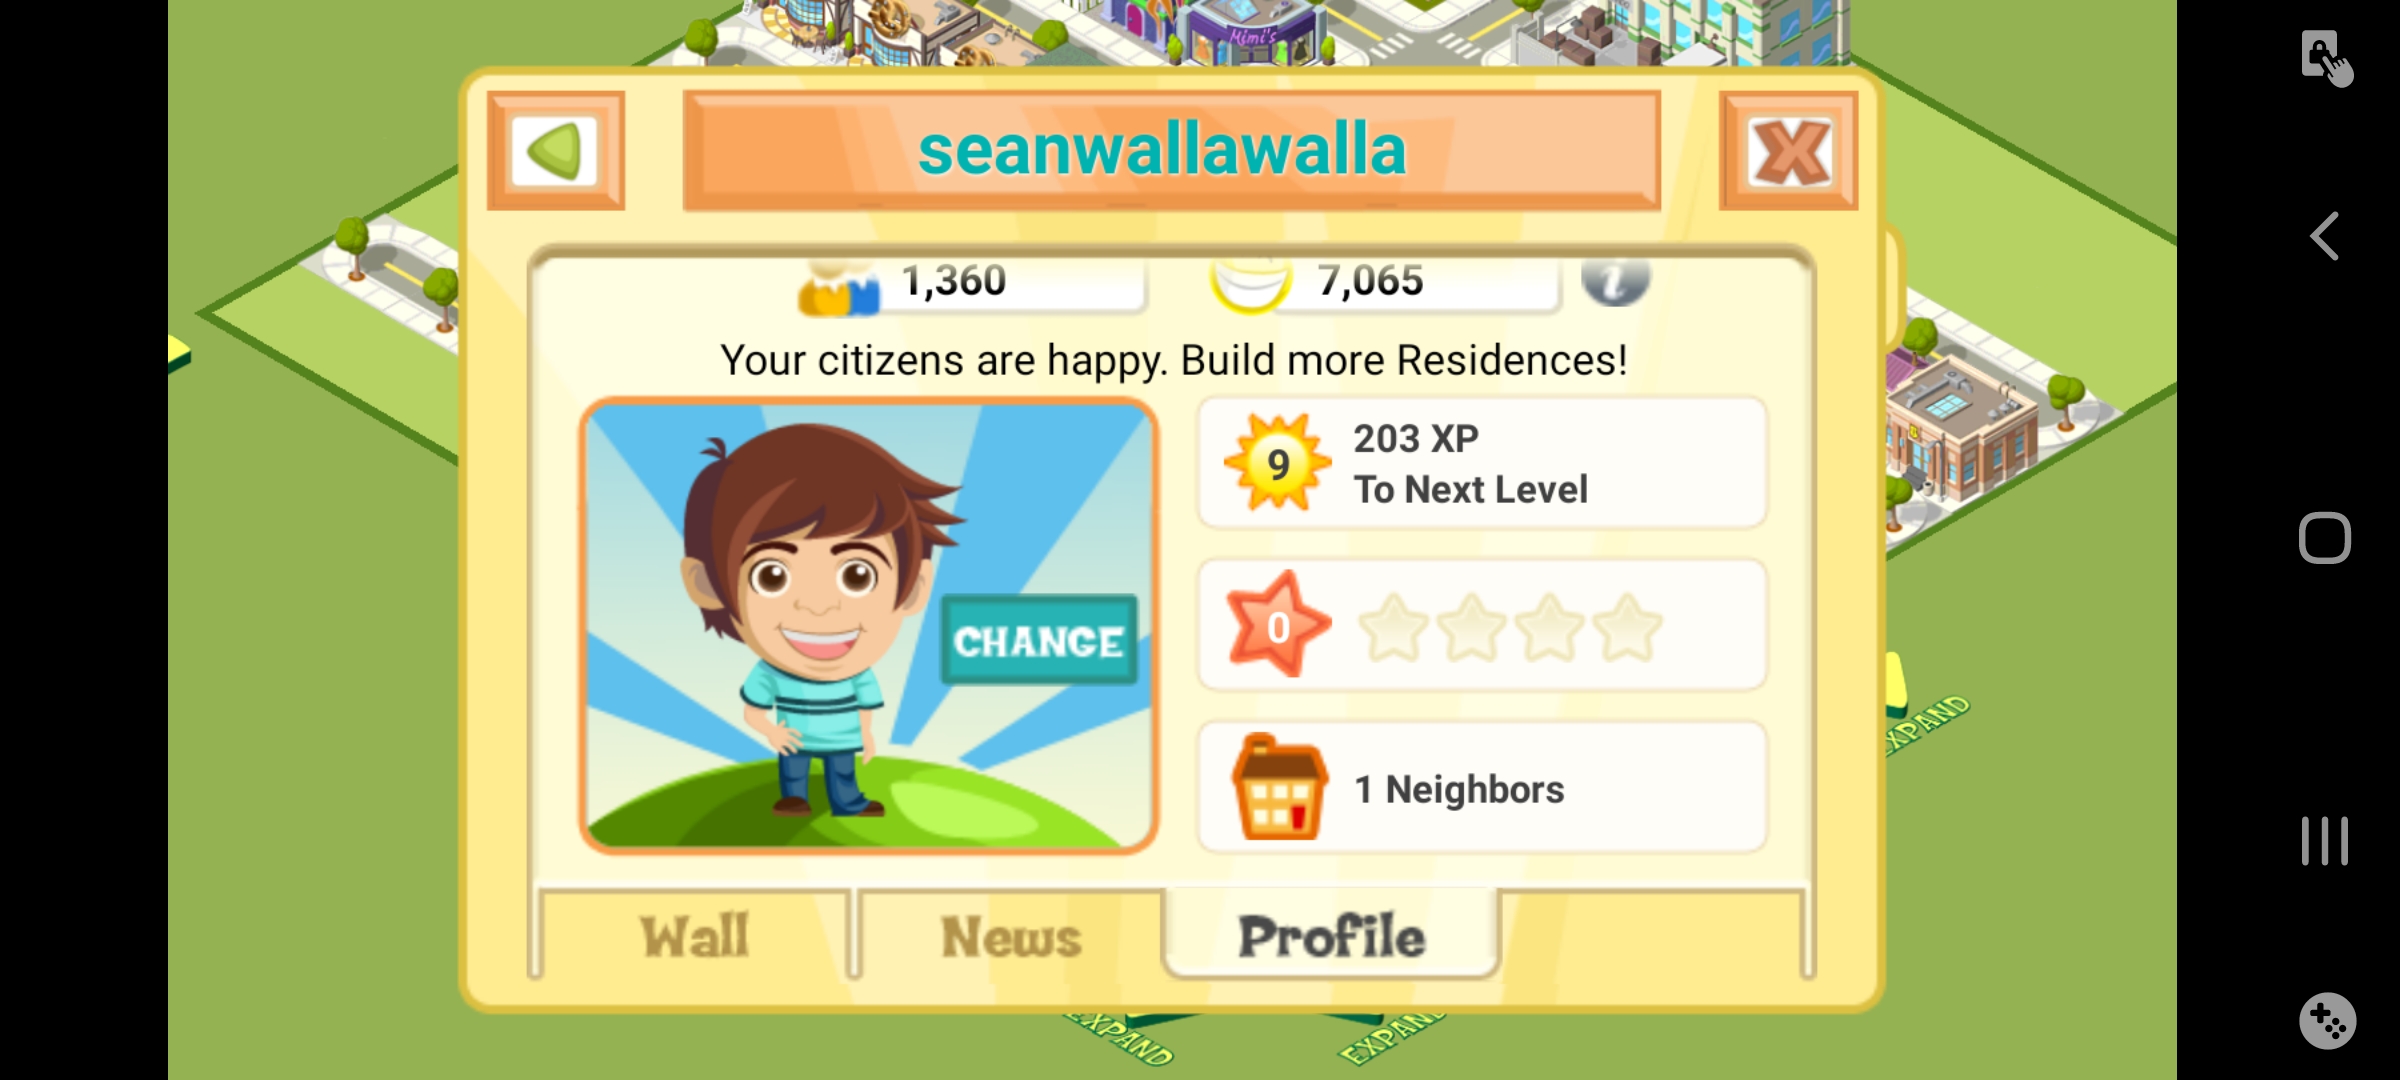 Mimi's
seanwallawalla
1,360
7,065
i
Your citizens are happy. Build more Residences!
9
203 XP
To Next Level
CHANGE
0
1 Neighbors
Wall
News
Profile
EXPAND
EXPAND
EXPAND